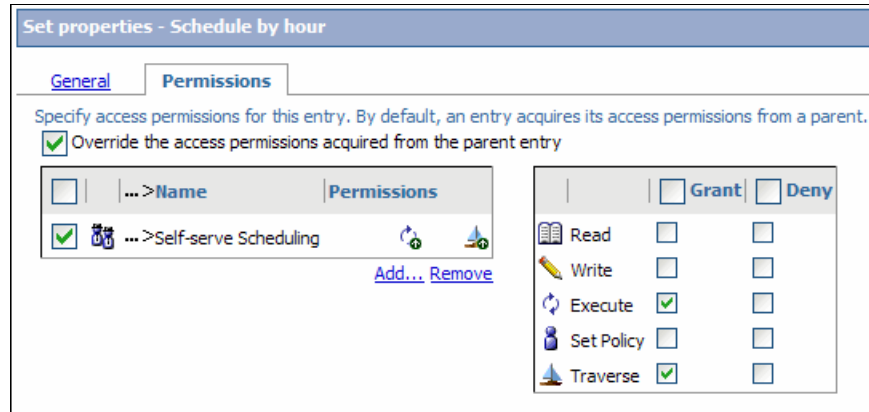 Set properties - Schedule by hour
General
Permissions
Specify access permissions for this entry. By default, an entry acquires its access permissions from a parent.
Override the access permissions acquired from the parent entry
... >Name Permissions
... >Self-serve Scheduling
Add... Remove
Grant Deny
Read
Write
Execute
Set Policy
Traverse